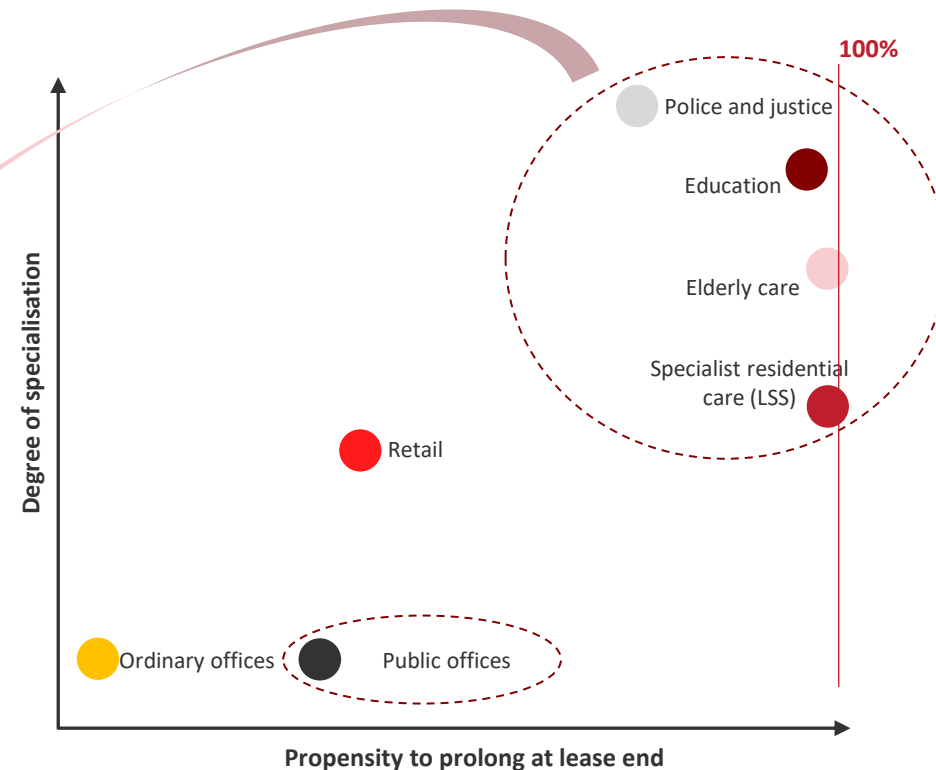 100%
Police and justice
Education
Elderly care
Specialist residential
care (LSS)
Retail
Ordinary offices
Public offices
Degree of specialisation
Propensity to prolong at lease end